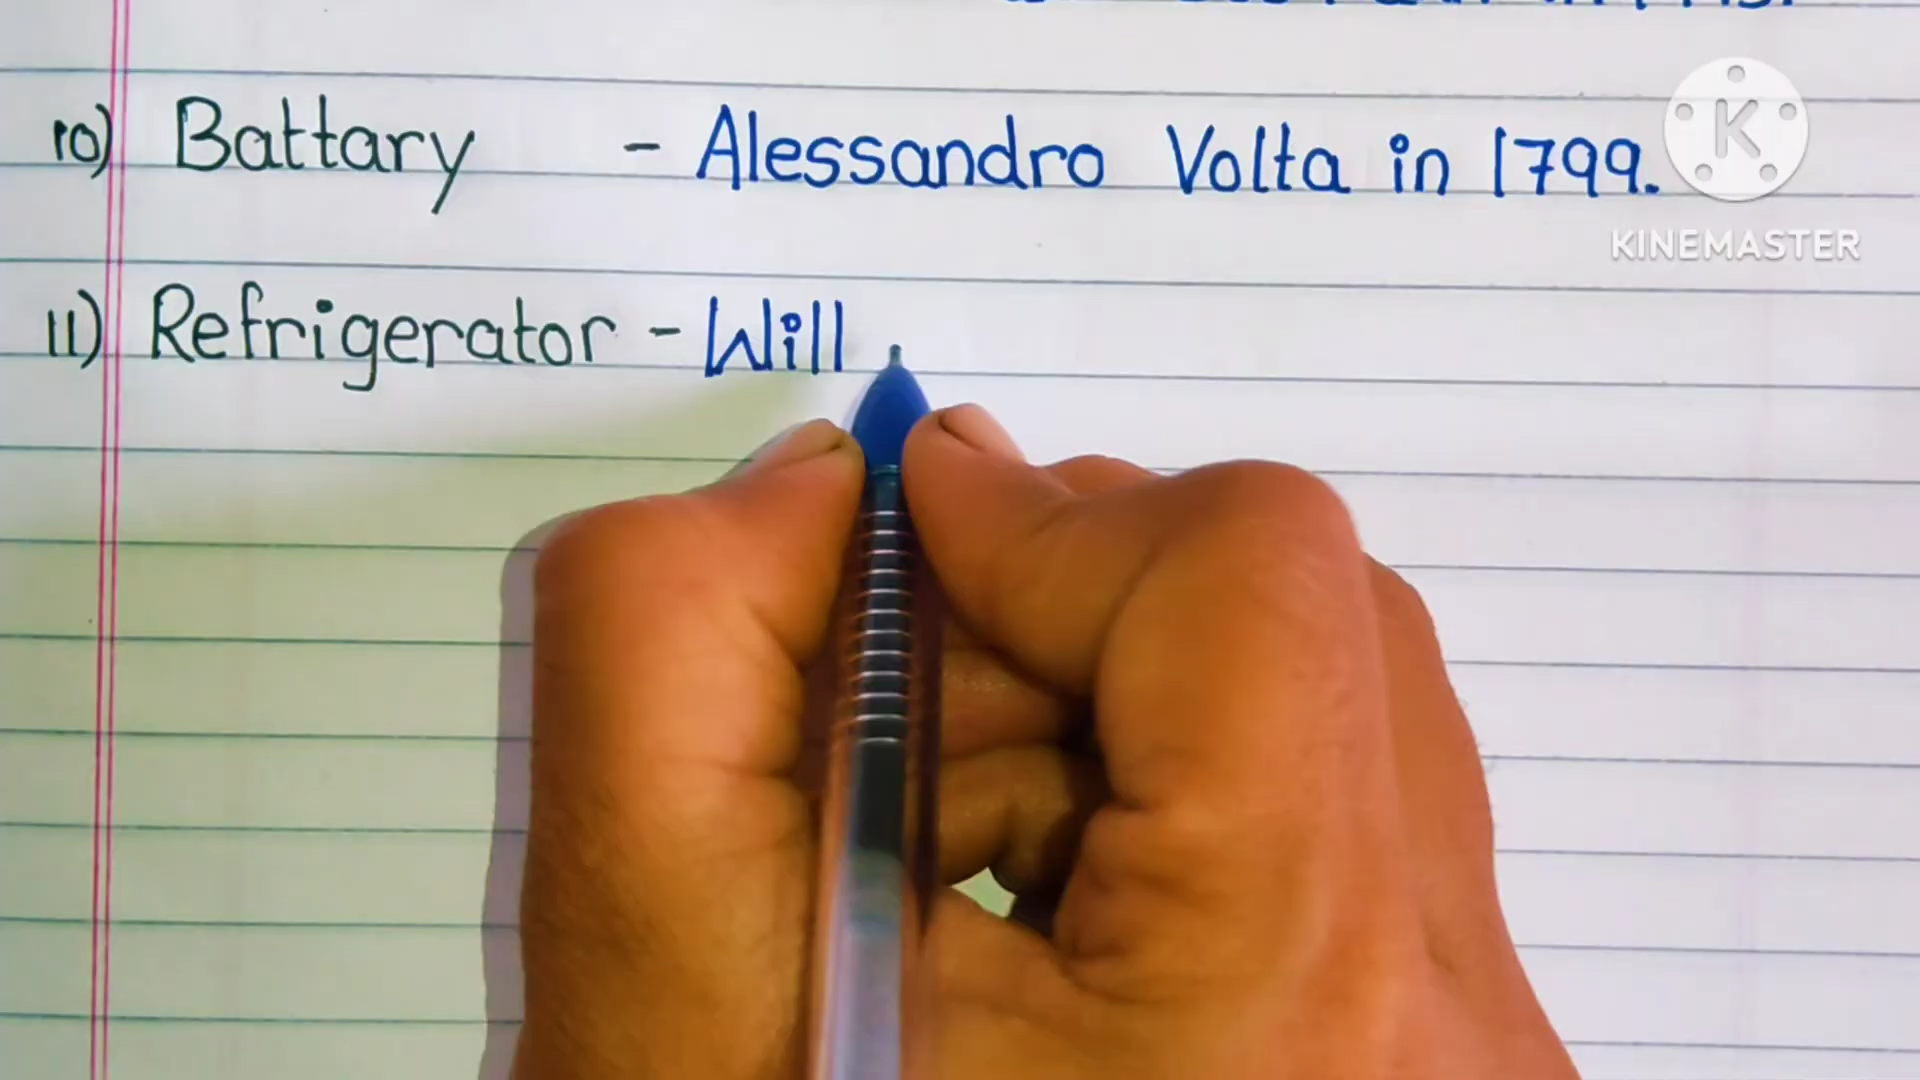 10) Battary - Alessandro Volta in 1799.
KINEMASTER
11) Refrigerator - Will